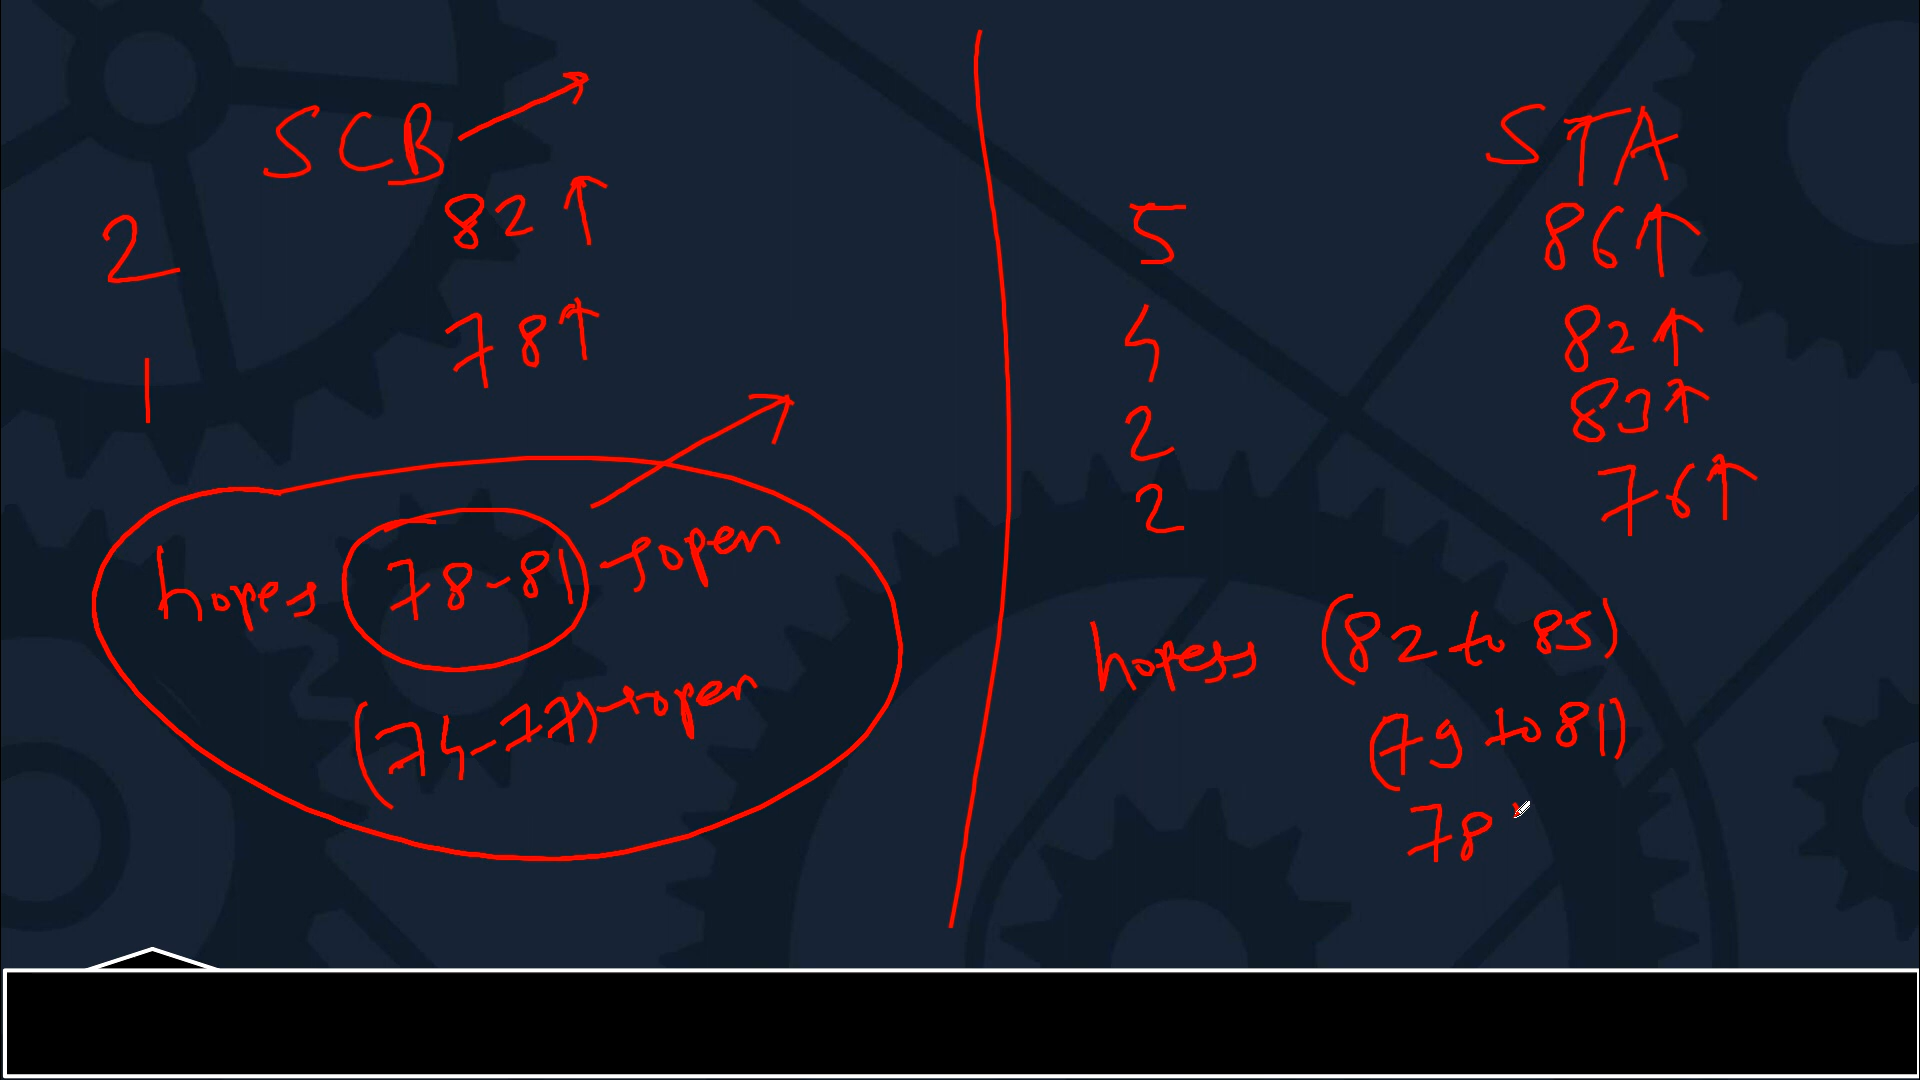 SCB
2 82↑
1 78↑
hopes 78-81 → open
(74-77) → open
STA
5 86↑
4 82↑
2 83↑
2 76↑
hopess (82 to 85)
(79 to 81)
78